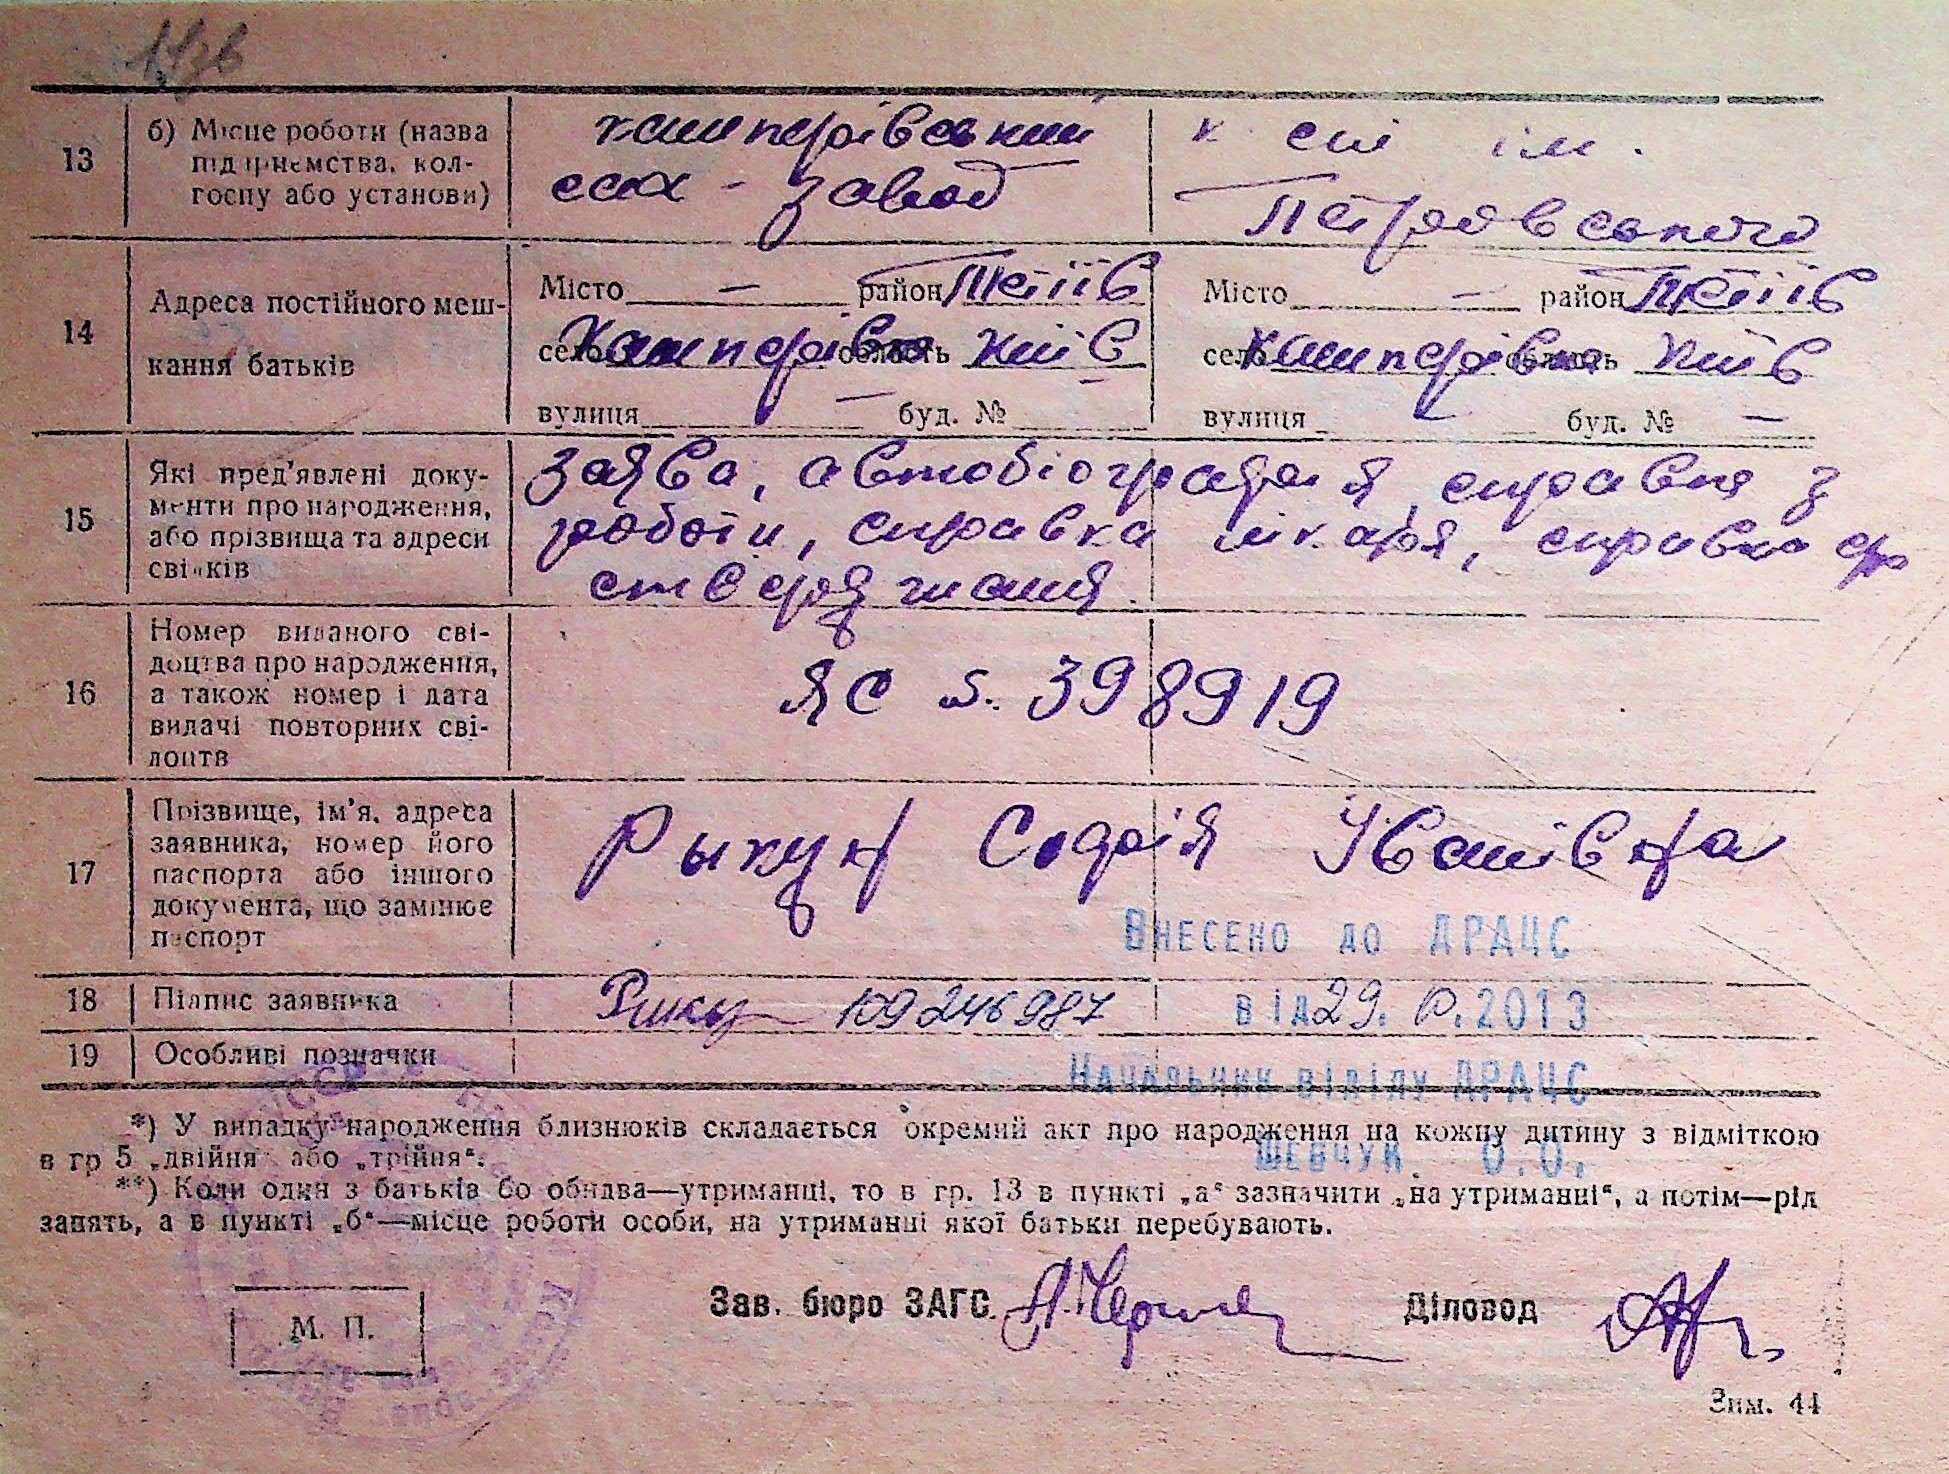 13
б) Місце роботи (назва підприємства, колгоспу або установи)
кашперівський
сах - завод
к сп ім.
Петровського
14
Адреса постійного мешкання батьків
Місто — район Тетіїв
село Кашперівка область Київ
вулиця — буд. № —
Місто — район Тетіїв
село Кашперівка область Київ
вулиця — буд. № —
15
Які пред'явлені документи про народження, або прізвища та адреси свідків
заява, автобіографія, справка з
роботи, справка лікаря, справка
ствердження.
16
Номер виданого свідоцтва про народження, а також номер і дата видачі повторних свідоцтв
ЯС 398919
17
Прізвище, ім'я, адреса заявника, номер його паспорта або іншого документа, що замінює паспорт
Рыкун Софія Іванівна
Внесено до ДРАЦС
18
Підпис заявника
109246987
від 29. 2013
19
Особливі позначки
Начальник відділу ДРАЦС
Шевчук О.О.
*) У випадку народження близнюків складається окремий акт про народження на кожну дитину з відміткою
в гр 5 „двійня" або „трійня".
**) Коли один з батьків бо обидва—утриманці, то в гр. 13 в пункті „а" зазначити „на утриманні", а потім—рід
занять, а в пункті „б"—місце роботи особи, на утриманні якої батьки перебувають.
М. П.
Зав. бюро ЗАГС
Діловод
Зам. 44